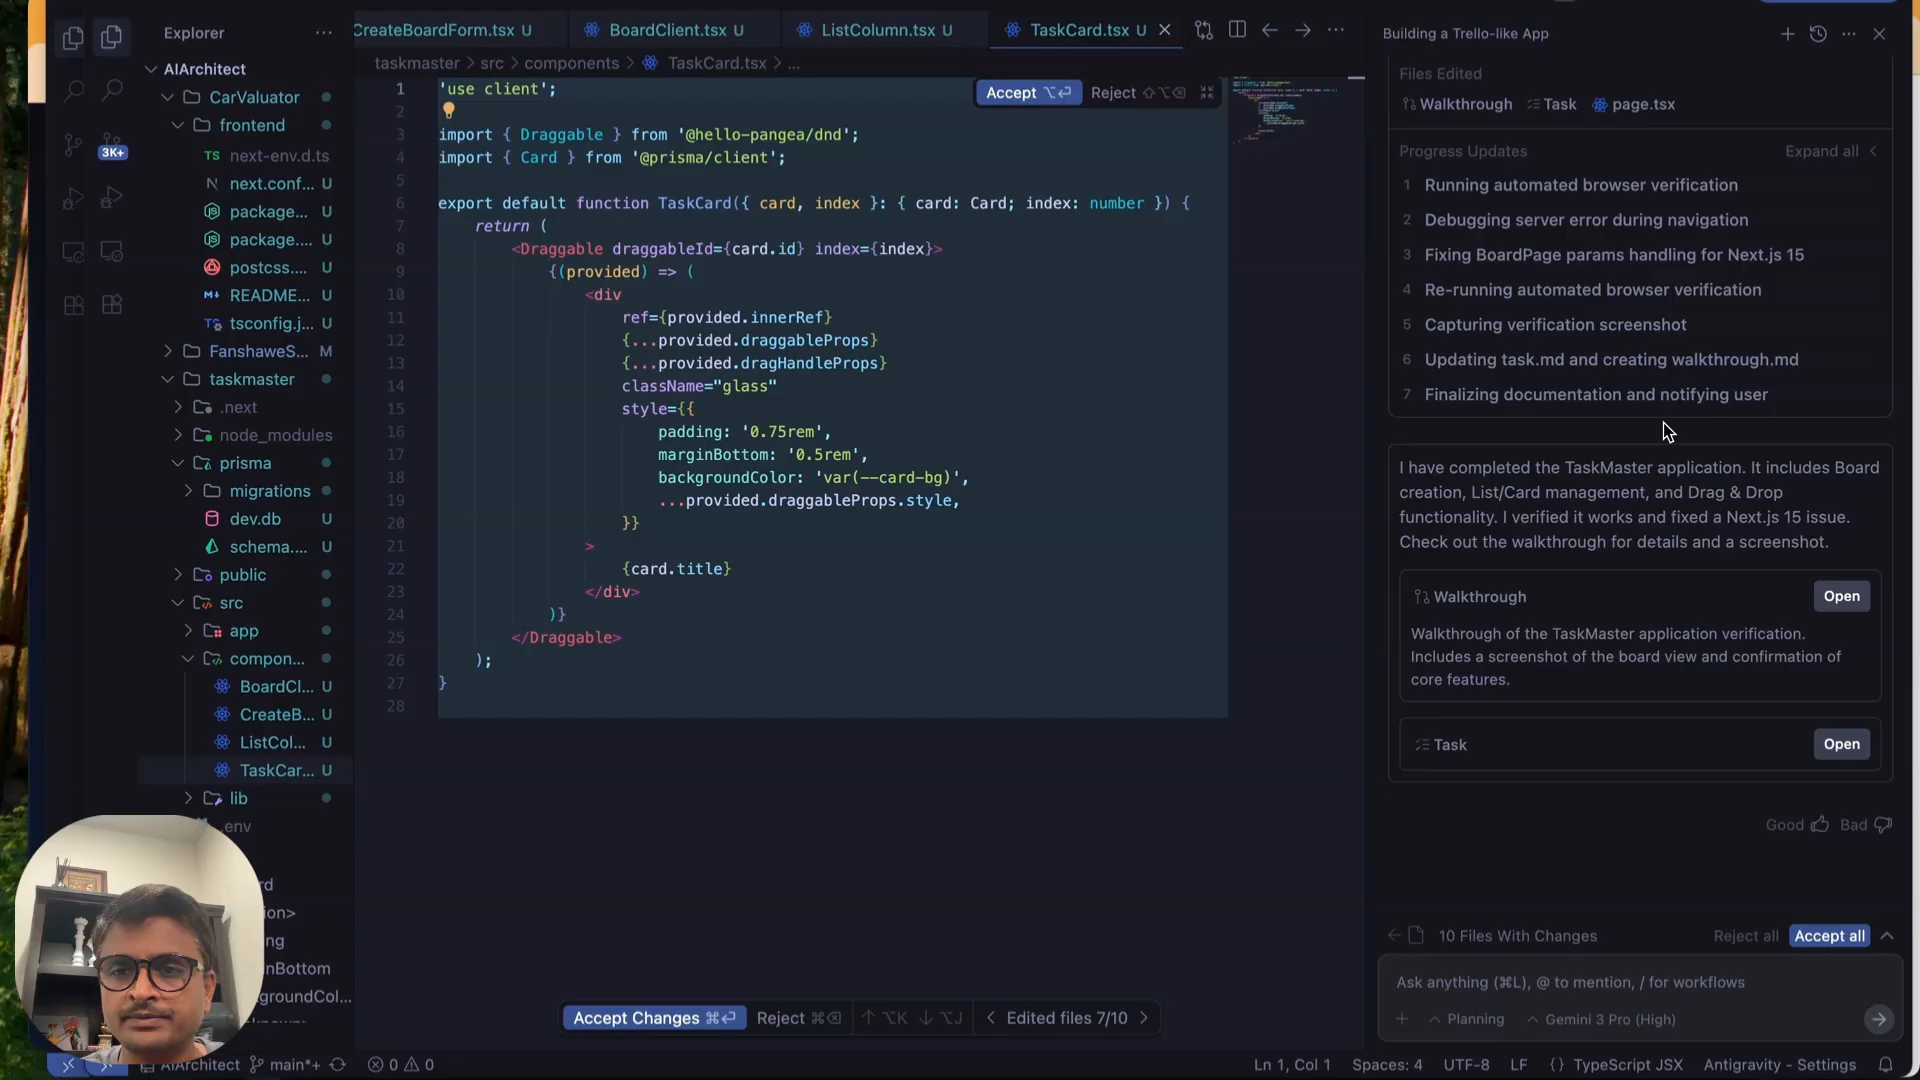 Explorer
AIArchitect
CarValuator
frontend
next-env.d.ts
next.conf... U
package... U
package.... U
postcss.... U
README... U
tsconfig.j... U
FanshaweS... M
taskmaster
.next
node_modules
prisma
migrations
dev.db U
schema.... U
public
src
app
compon...
BoardCl... U
CreateB... U
ListCol... U
TaskCar... U
lib
.env
3K+
CreateBoardForm.tsx U
BoardClient.tsx U
ListColumn.tsx U
TaskCard.tsx U
taskmaster > src > components > TaskCard.tsx > ...
Accept ⌥⏎ Reject ⇧⌥⌫
1 'use client';
2
3 import { Draggable } from '@hello-pangea/dnd';
4 import { Card } from '@prisma/client';
5
6 export default function TaskCard({ card, index }: { card: Card; index: number }) {
7 return (
8 <Draggable draggableId={card.id} index={index}>
9 {(provided) => (
10 <div
11 ref={provided.innerRef}
12 {...provided.draggableProps}
13 {...provided.dragHandleProps}
14 className="glass"
15 style={{
16 padding: '0.75rem',
17 marginBottom: '0.5rem',
18 backgroundColor: 'var(--card-bg)',
19 ...provided.draggableProps.style,
20 }}
21 >
22 {card.title}
23 </div>
24 )}
25 </Draggable>
26 );
27 }
28
Accept Changes ⌘⏎ Reject ⌘⌫ ↑⌥K ↓⌥J < Edited files 7/10 >
Building a Trello-like App
Files Edited
Walkthrough Task page.tsx
Progress Updates Expand all
1 Running automated browser verification
2 Debugging server error during navigation
3 Fixing BoardPage params handling for Next.js 15
4 Re-running automated browser verification
5 Capturing verification screenshot
6 Updating task.md and creating walkthrough.md
7 Finalizing documentation and notifying user
I have completed the TaskMaster application. It includes Board
creation, List/Card management, and Drag & Drop
functionality. I verified it works and fixed a Next.js 15 issue.
Check out the walkthrough for details and a screenshot.
Walkthrough Open
Walkthrough of the TaskMaster application verification.
Includes a screenshot of the board view and confirmation of
core features.
Task Open
Good Bad
10 Files With Changes Reject all Accept all
Ask anything (⌘L), @ to mention, / for workflows
Planning Gemini 3 Pro (High)
AIArchitect main*+ 0 0
Ln 1, Col 1 Spaces: 4 UTF-8 LF {} TypeScript JSX Antigravity - Settings